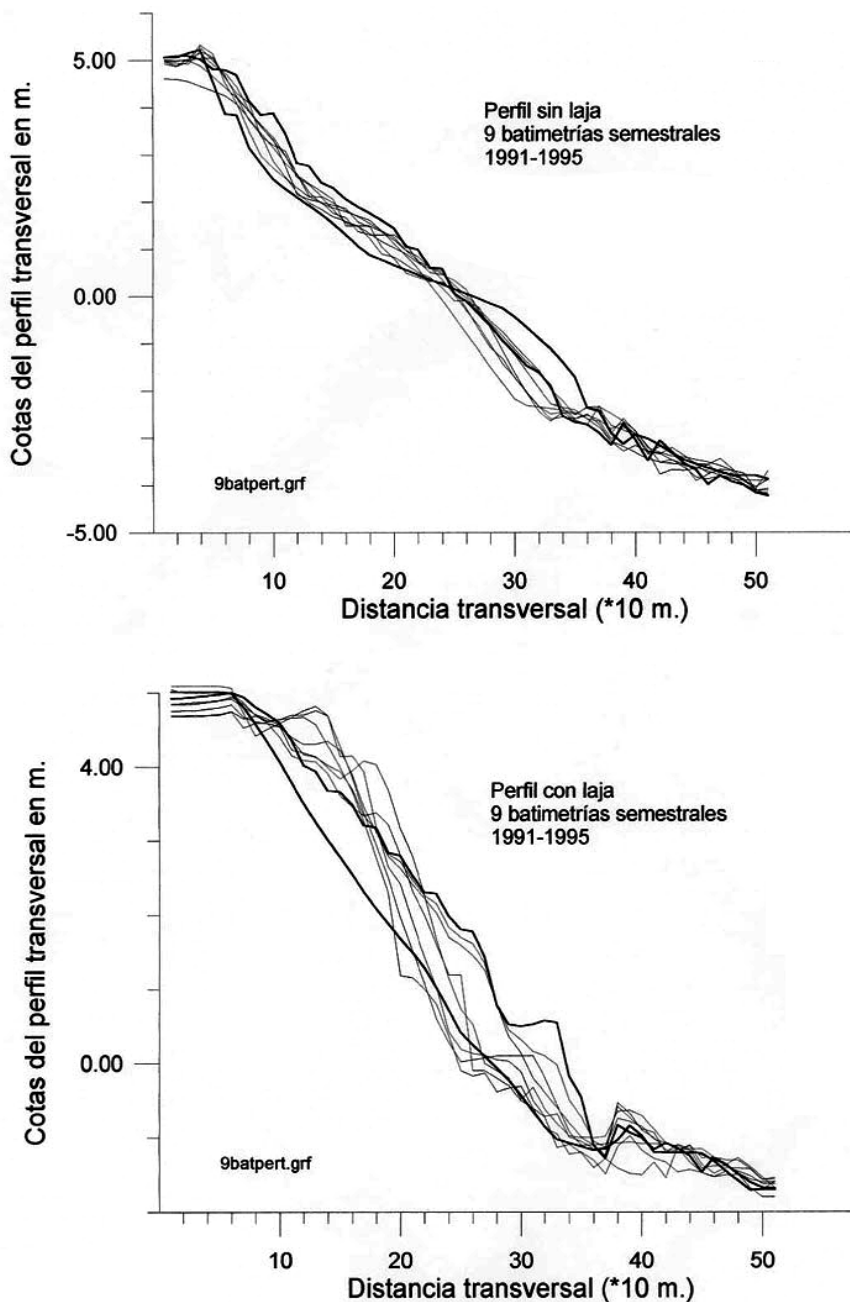 5.00
Perfil sin laja
9 batimetrías semestrales
1991-1995
Cotas del perfil transversal en m.
0.00
9batpert.grf
-5.00
10 20 30 40 50
Distancia transversal (*10 m.)
4.00
Perfil con laja
9 batimetrías semestrales
1991-1995
Cotas del perfil transversal en m.
0.00
9batpert.grf
10 20 30 40 50
Distancia transversal (*10 m.)